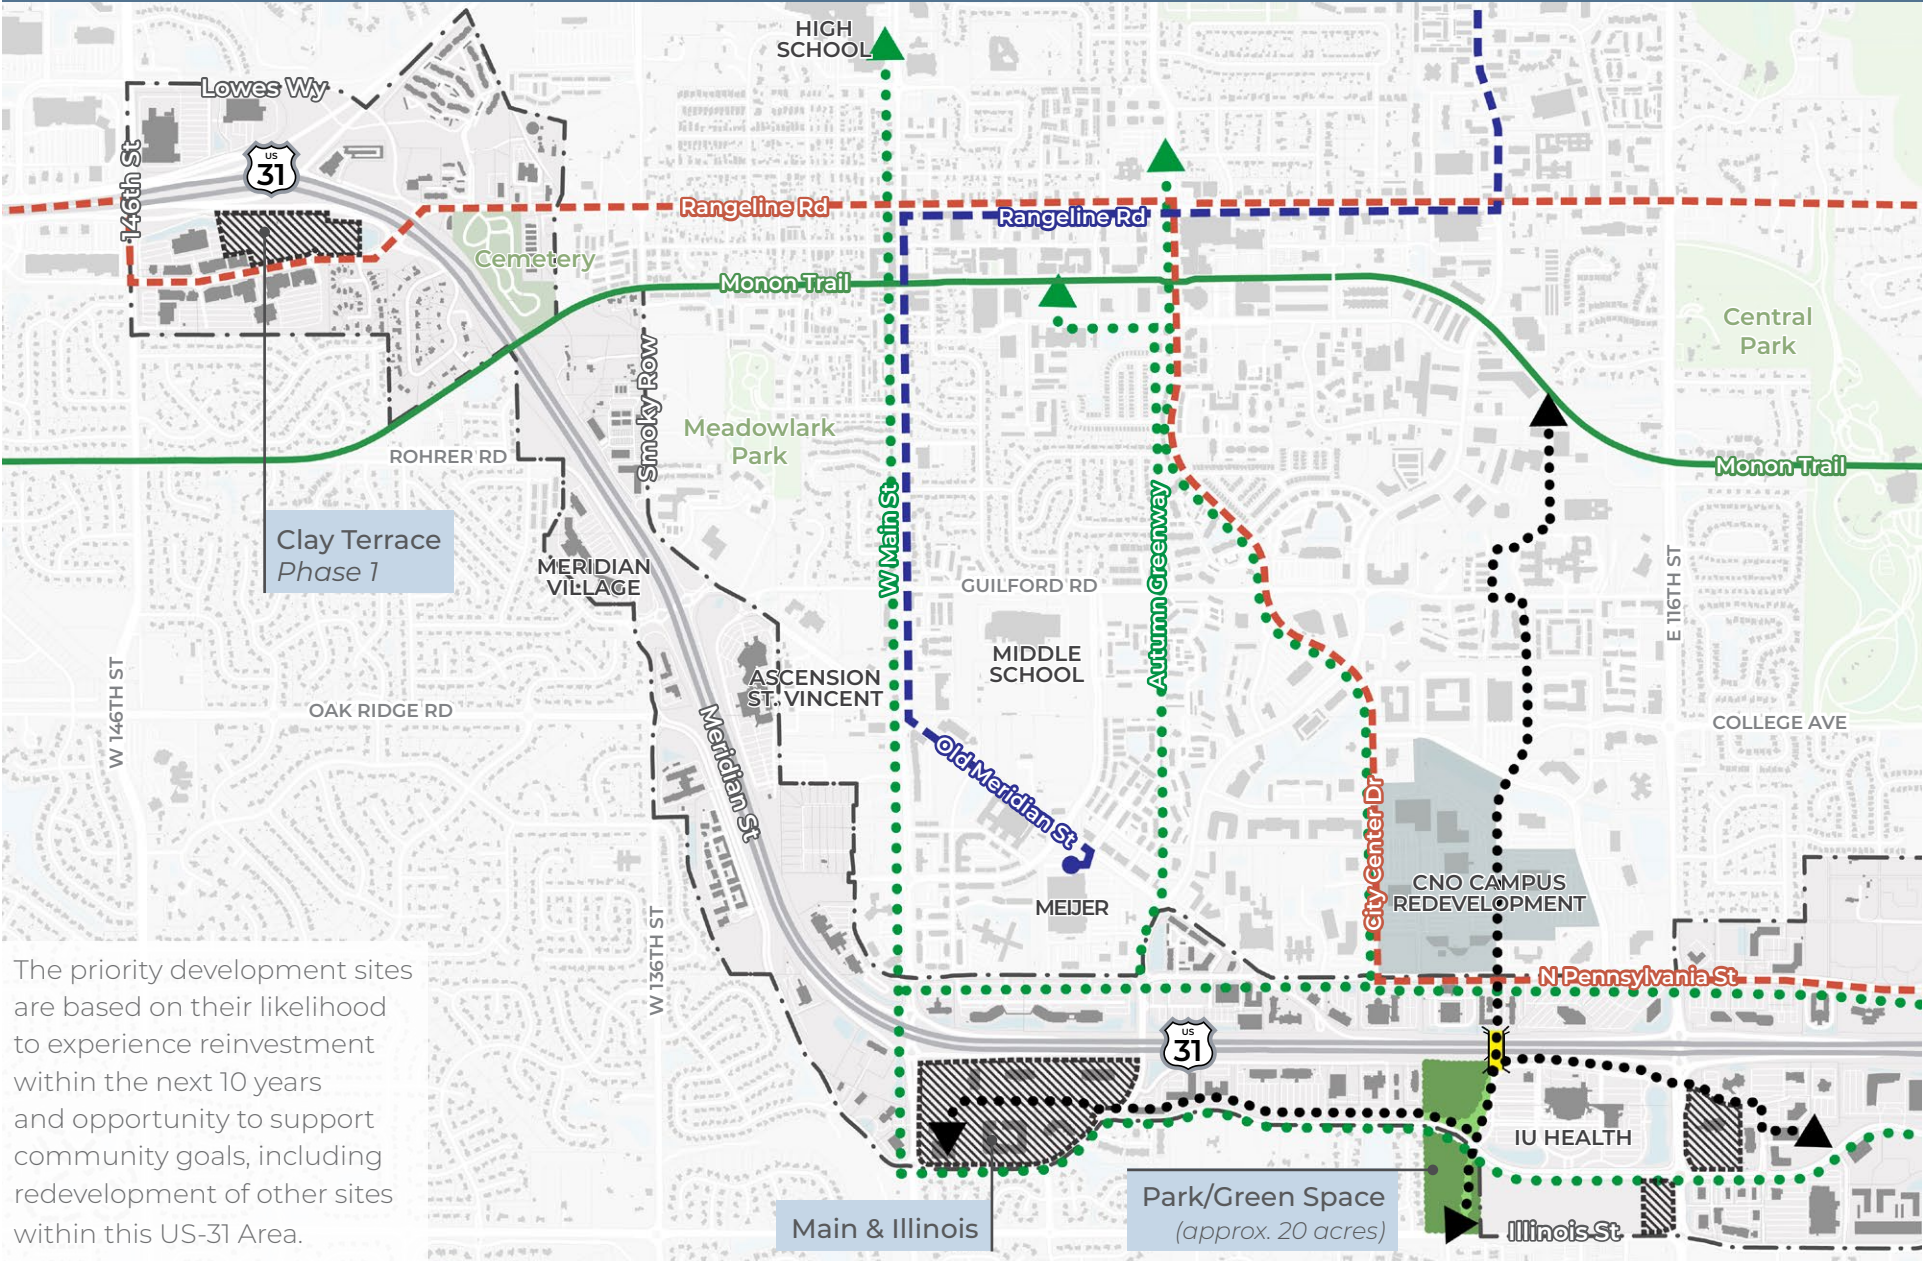 HIGH
SCHOOL
Lowes Wy
US
31
146th St
Rangeline Rd
Rangeline Rd
Cemetery
Monon Trail
Central
Park
Smoky Row
Meadowlark
Park
ROHRER RD
Monon Trail
W Main St
Autumn Greenway
Clay Terrace
Phase 1
MERIDIAN
VILLAGE
GUILFORD RD
E 116TH ST
MIDDLE
SCHOOL
ASCENSION
ST. VINCENT
W 146TH ST
OAK RIDGE RD
COLLEGE AVE
Meridian St
Old Meridian St
City Center Dr
CNO CAMPUS
REDEVELOPMENT
MEIJER
W 136TH ST
N Pennsylvania St
US
31
The priority development sites
are based on their likelihood
to experience reinvestment
within the next 10 years
and opportunity to support
community goals, including
redevelopment of other sites
within this US-31 Area.
IU HEALTH
Main & Illinois
Park/Green Space
(approx. 20 acres)
Illinois St